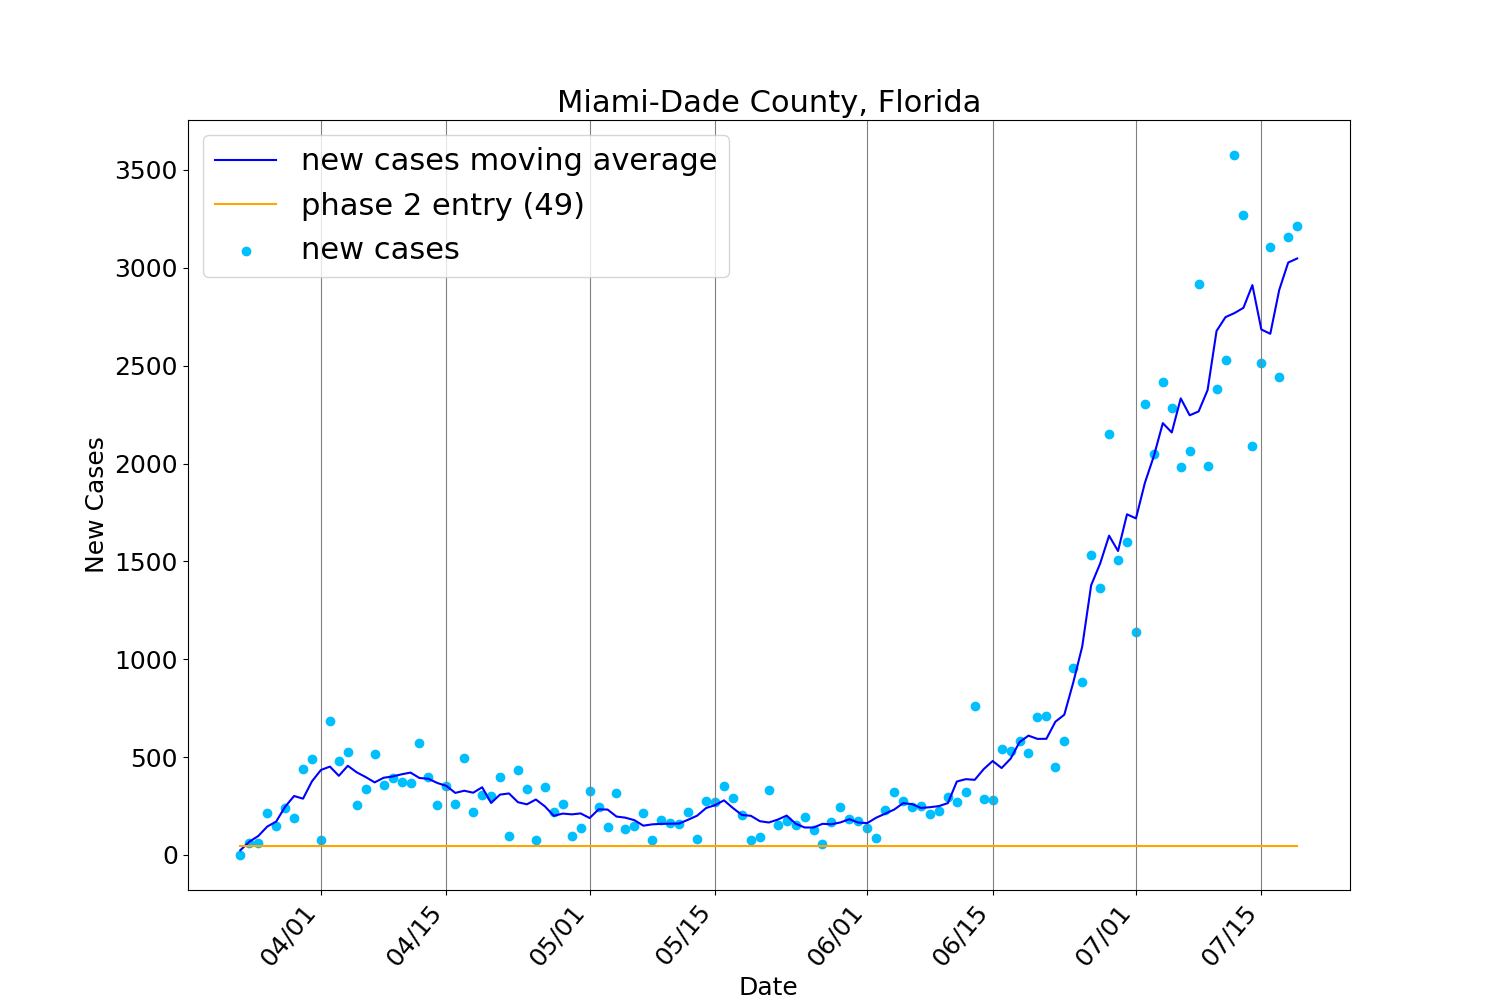 Miami-Dade County, Florida
new cases moving average
phase 2 entry (49)
new cases
3500
3000
2500
2000
1500
1000
500
0
New Cases
04/01
04/15
05/01
05/15
06/01
06/15
07/01
07/15
Date